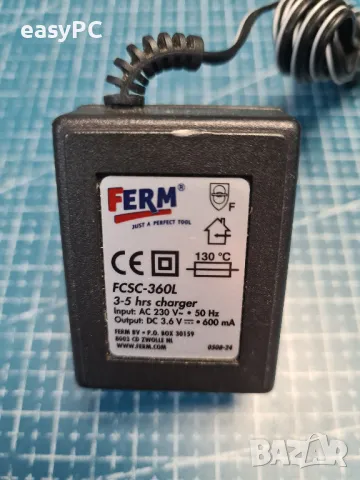 easyPC
FERM®
JUST A PERFECT TOOL
F
CE
130 °C
FCSC-360L
3-5 hrs charger
Input: AC 230 V~ • 50 Hz
Output: DC 3.6 V⎓ • 600 mA
FERM BV • P.O. BOX 30159
8003 CD ZWOLLE NL
WWW.FERM.COM
0508-24
BAZAR